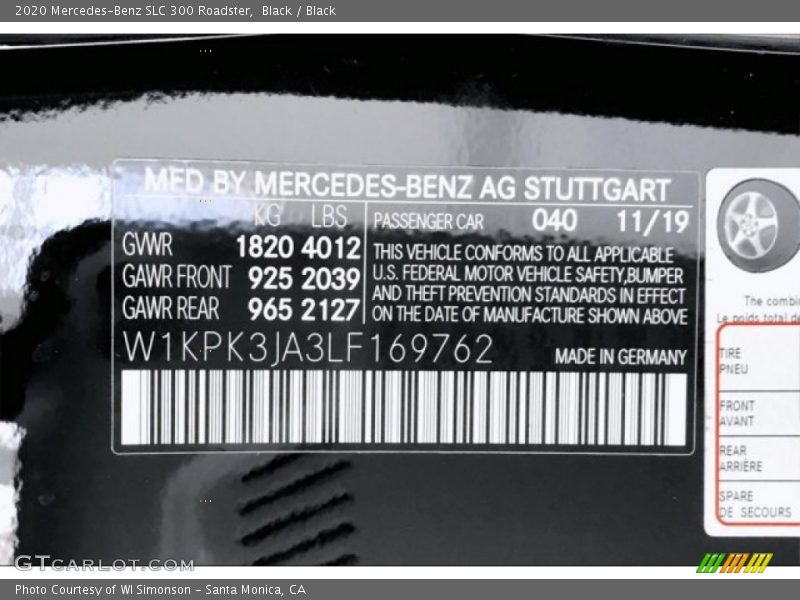 2020 Mercedes-Benz SLC 300 Roadster, Black / Black
MFD BY MERCEDES-BENZ AG STUTTGART
KG LBS
GVWR 1820 4012
GAWR FRONT 925 2039
GAWR REAR 965 2127
PASSENGER CAR 040 11/19
THIS VEHICLE CONFORMS TO ALL APPLICABLE
U.S. FEDERAL MOTOR VEHICLE SAFETY,BUMPER
AND THEFT PREVENTION STANDARDS IN EFFECT
ON THE DATE OF MANUFACTURE SHOWN ABOVE
W1KPK3JA3LF169762
MADE IN GERMANY
The
Le poids total
TIRE
PNEU
FRONT
AVANT
REAR
ARRIÈRE
SPARE
DE SECOURS
GTCARLOT.COM
Photo Courtesy of WI Simonson - Santa Monica, CA